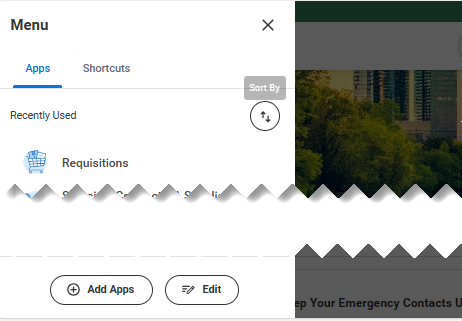 Menu
Apps
Shortcuts
Sort By
Recently Used
Requisitions
Add Apps
Edit
ep Your Emergency Contacts U